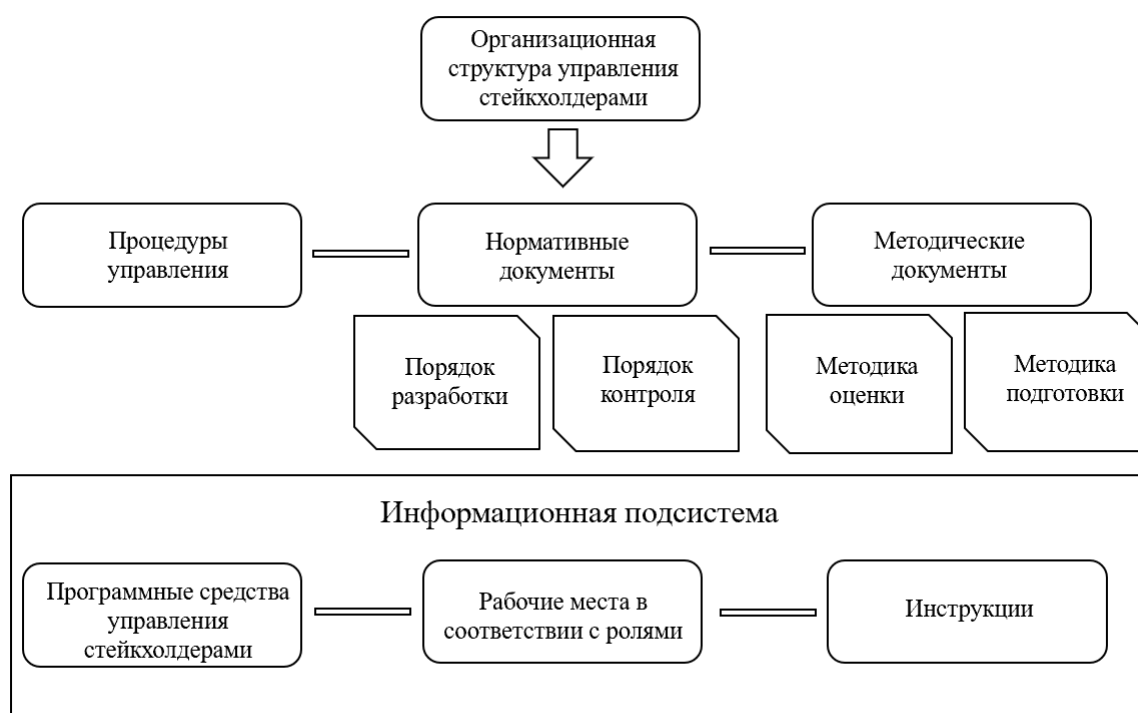 Организационная
структура управления
стейкхолдерами
Процедуры
управления
Нормативные
документы
Методические
документы
Порядок
разработки
Порядок
контроля
Методика
оценки
Методика
подготовки
Информационная подсистема
Программные средства
управления
стейкхолдерами
Рабочие места в
соответствии с ролями
Инструкции